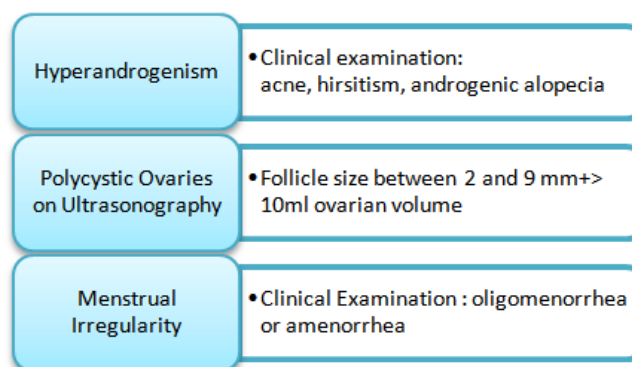 Hyperandrogenism
•Clinical examination:
acne, hirsitism, androgenic alopecia
Polycystic Ovaries
on Ultrasonography
•Follicle size between 2 and 9 mm+>
10ml ovarian volume
Menstrual
Irregularity
•Clinical Examination : oligomenorrhea
or amenorrhea